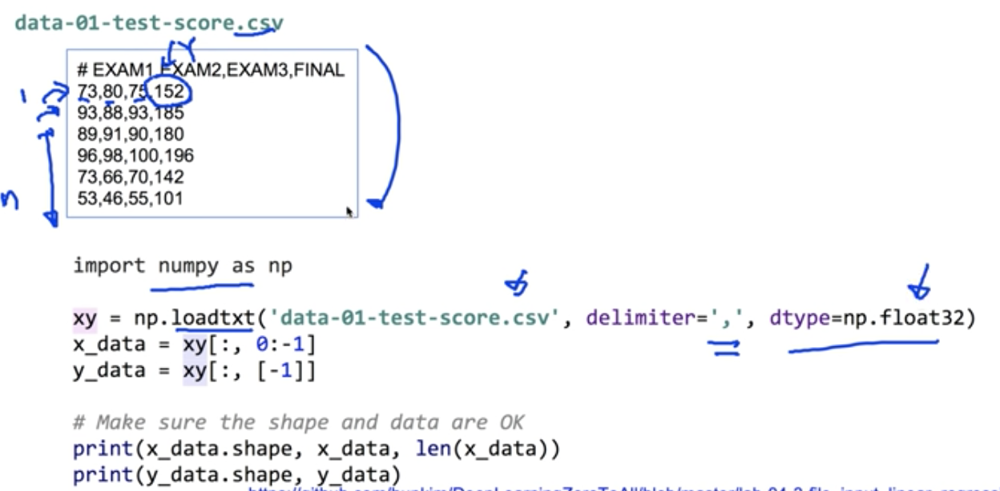 data-01-test-score.csv
Y
# EXAM1,EXAM2,EXAM3,FINAL
1
73,80,75,152
93,88,93,185
89,91,90,180
96,98,100,196
73,66,70,142
n
53,46,55,101
import numpy as np
xy = np.loadtxt('data-01-test-score.csv', delimiter=',', dtype=np.float32)
x_data = xy[:, 0:-1]
y_data = xy[:, [-1]]
# Make sure the shape and data are OK
print(x_data.shape, x_data, len(x_data))
print(y_data.shape, y_data)